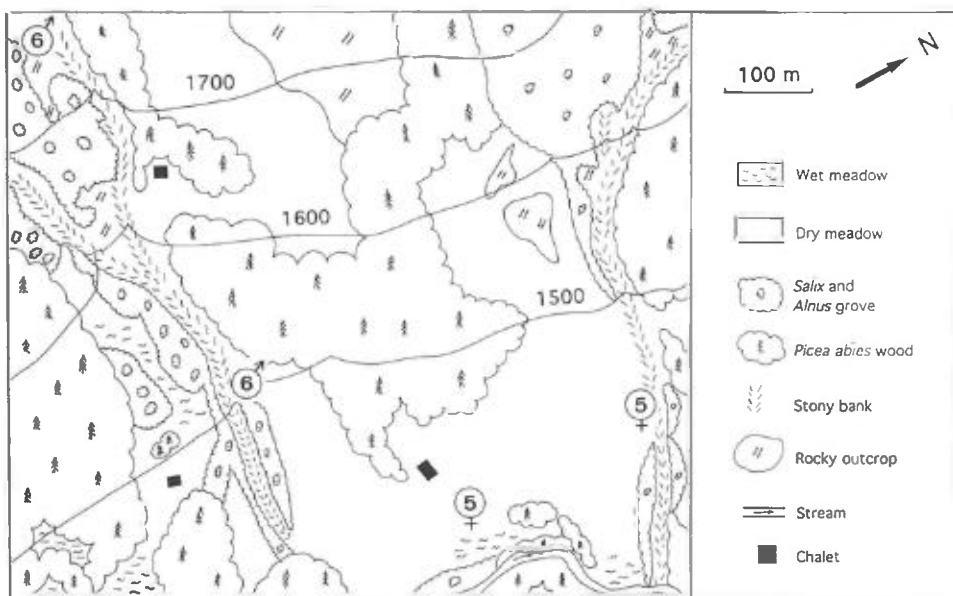 6
1700
1600
1500
6
5
5
100 m
N
Wet meadow
Dry meadow
Salix and
Alnus grove
Picea abies wood
Stony bank
Rocky outcrop
Stream
Chalet